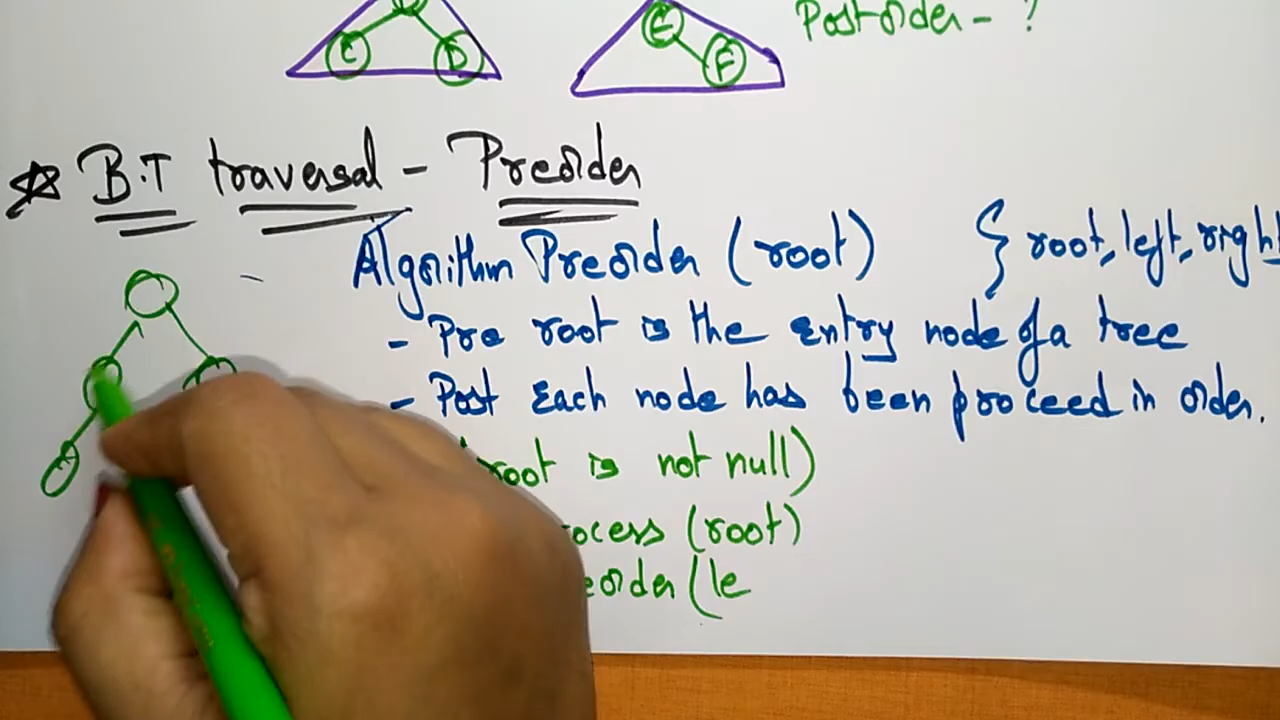 C D E F Postorder - ?
B.T traversal - Preorder
Algorithm Preorder (root) { root, left, right
- Pre root is the entry node of a tree
- Post Each node has been proceed in order.
root is not null)
ocess (root)
eorder (le